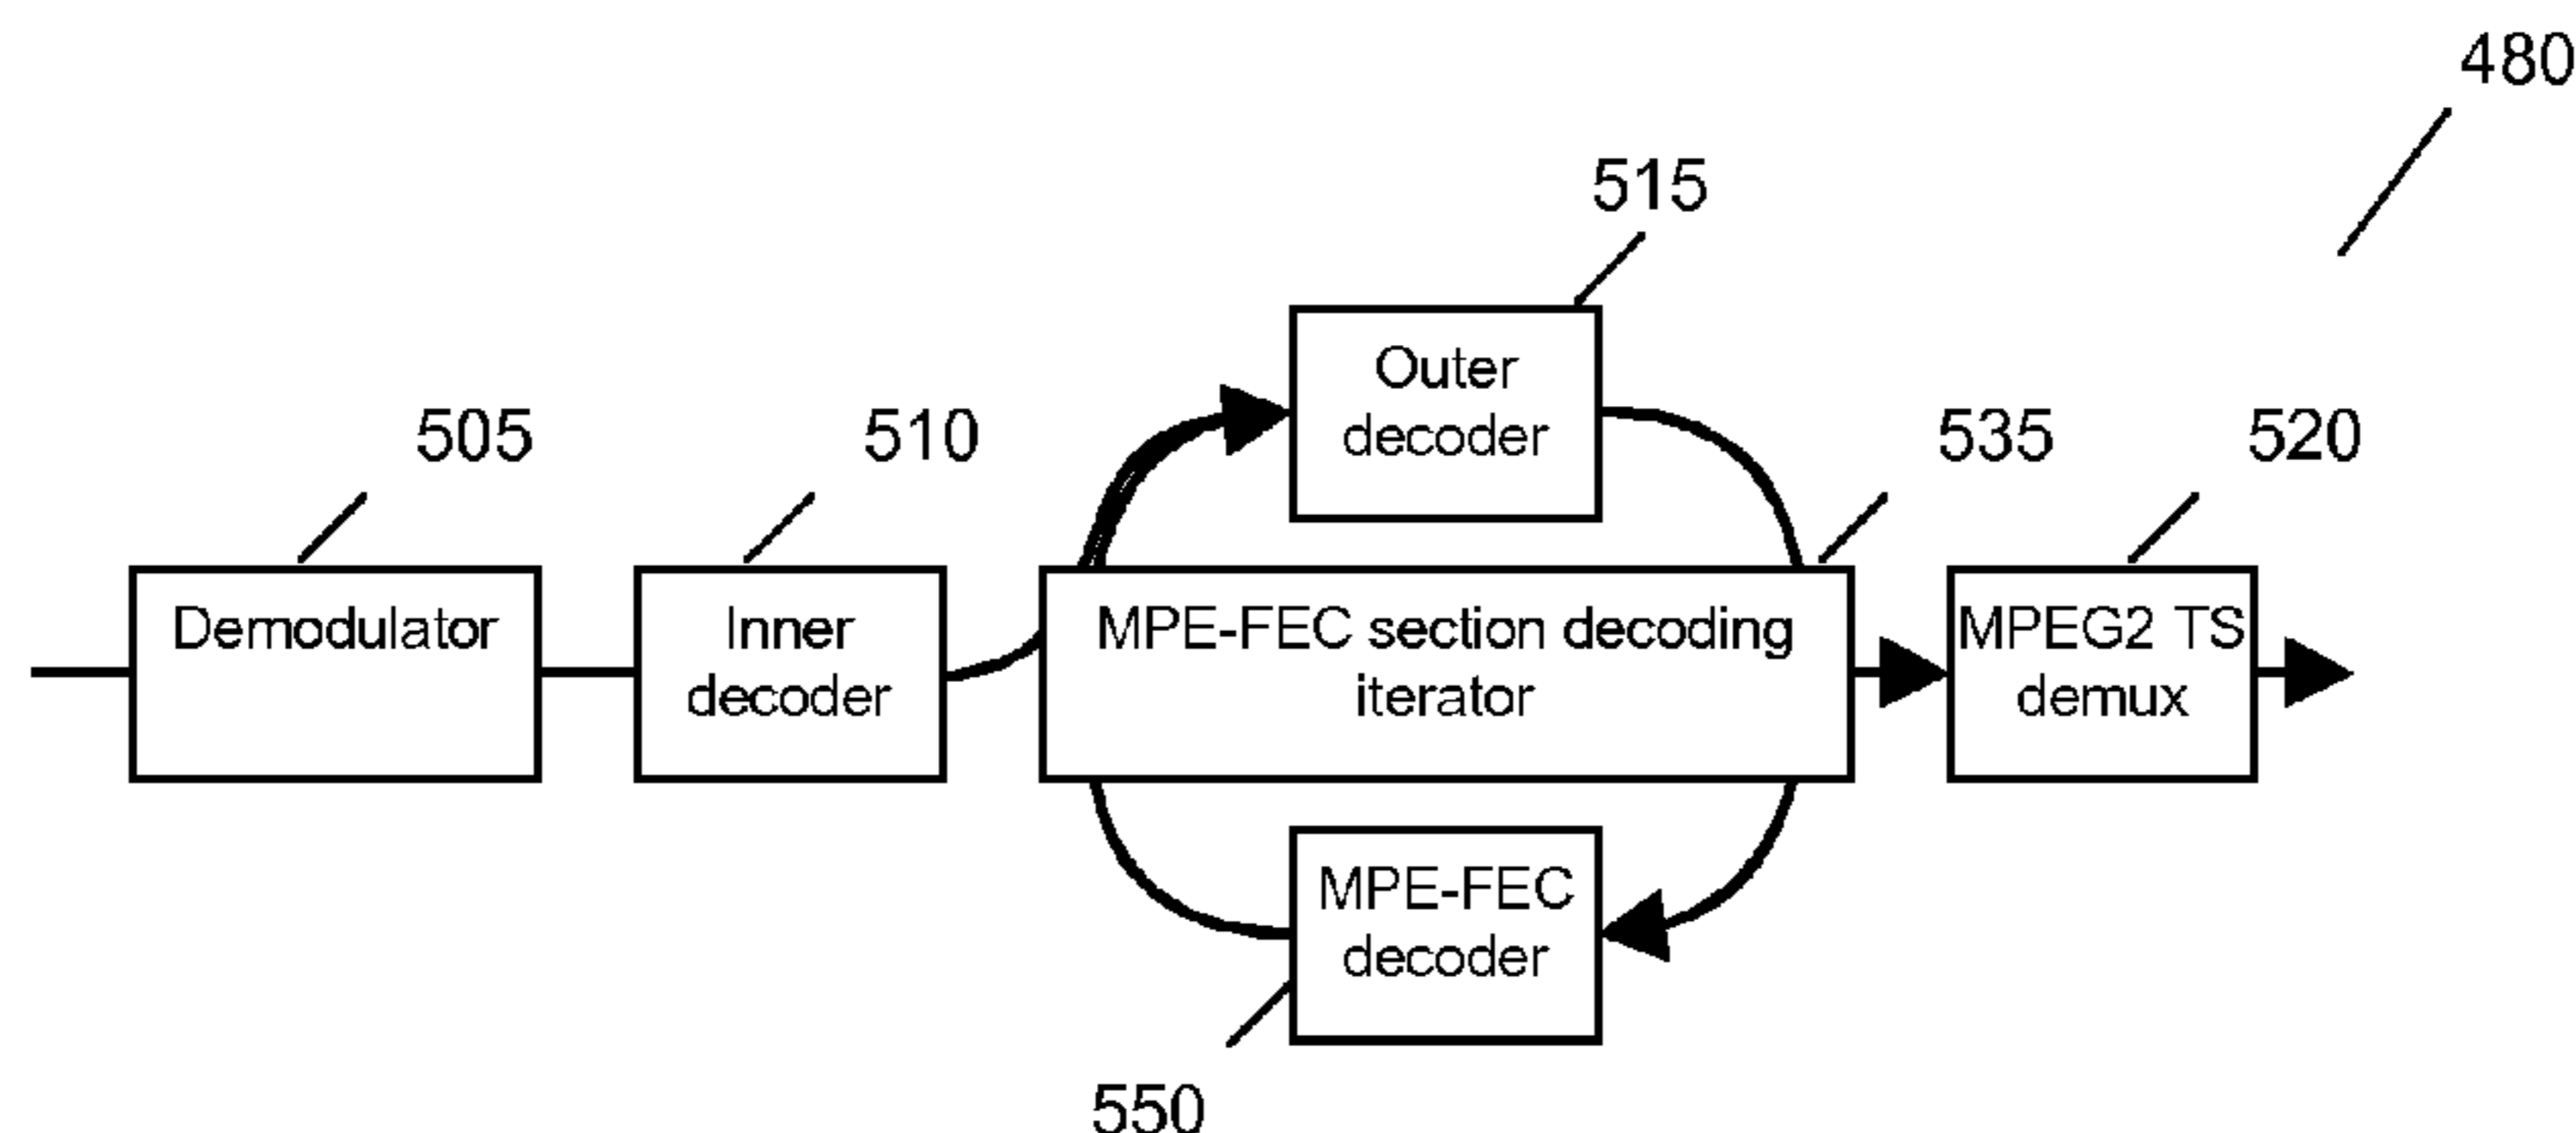 480
515
Outer
decoder
505
510
535
520
Demodulator
Inner
decoder
MPE-FEC section decoding
iterator
MPEG2 TS
demux
MPE-FEC
decoder
550